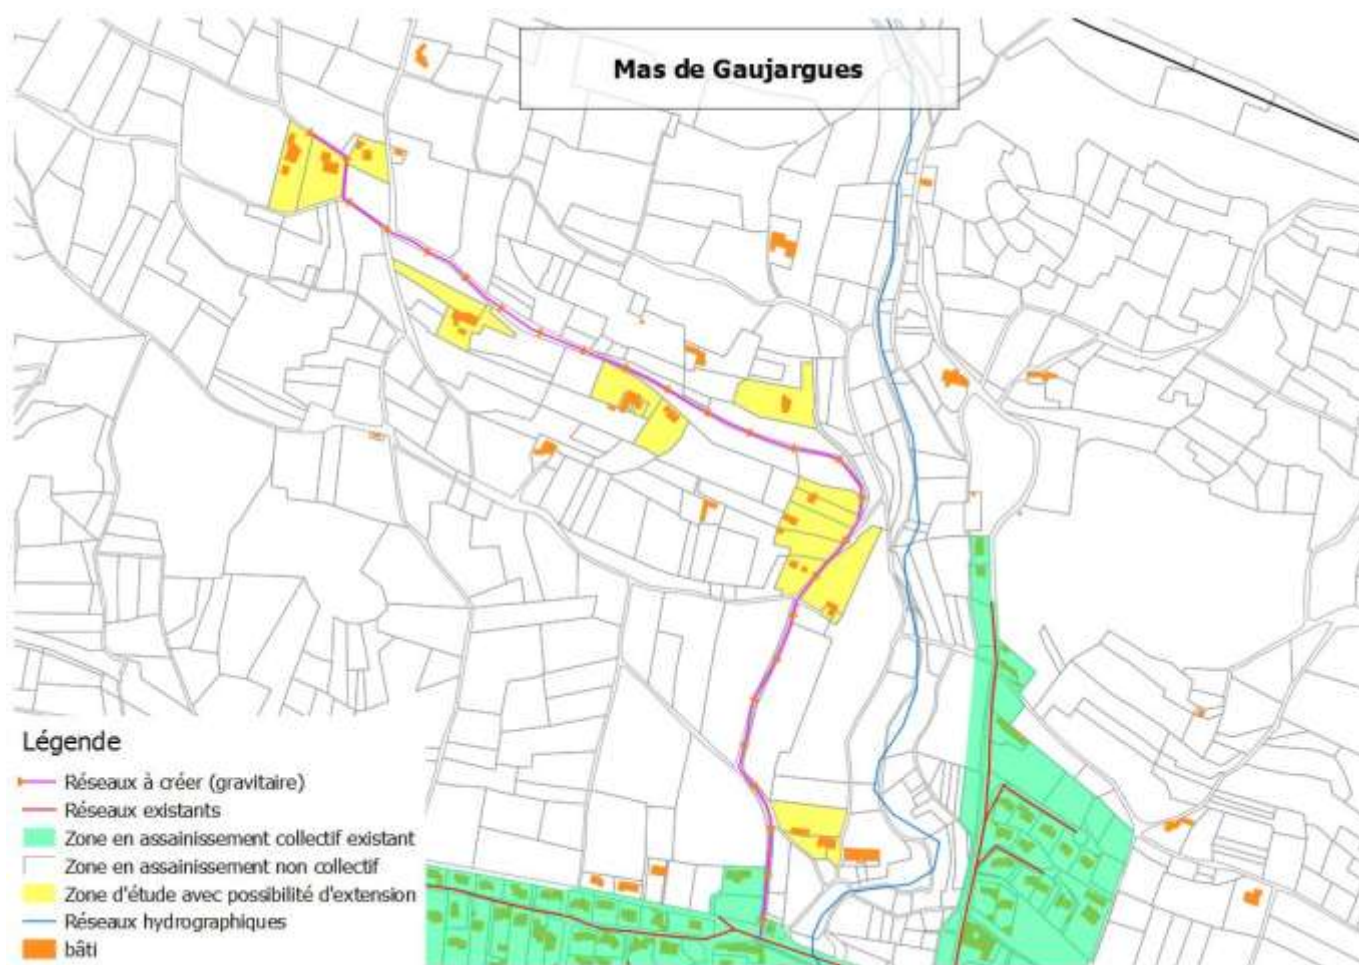 Mas de Gaujargues
Légende
Réseaux à créer (gravitaire)
Réseaux existants
Zone en assainissement collectif existant
Zone en assainissement non collectif
Zone d'étude avec possibilité d'extension
Réseaux hydrographiques
bâti